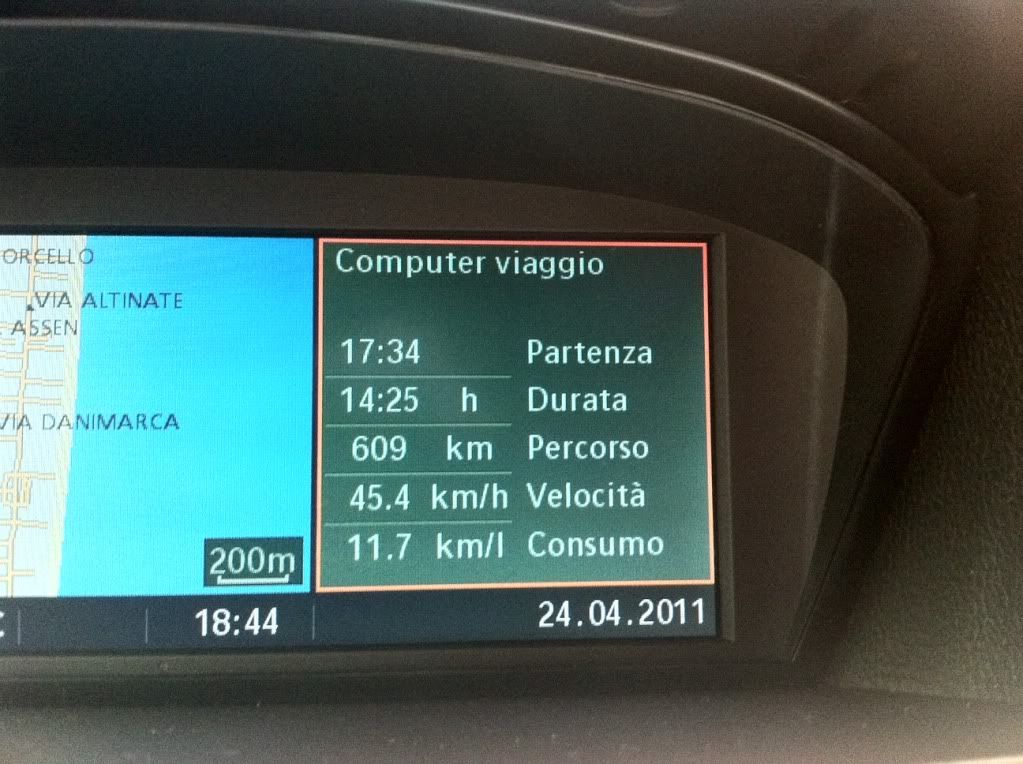 ORCELLO
VIA ALTINATE
ASSEN
VIA DANIMARCA
200m
Computer viaggio
17:34 Partenza
14:25 h Durata
609 km Percorso
45.4 km/h Velocità
11.7 km/l Consumo
18:44
24.04.2011